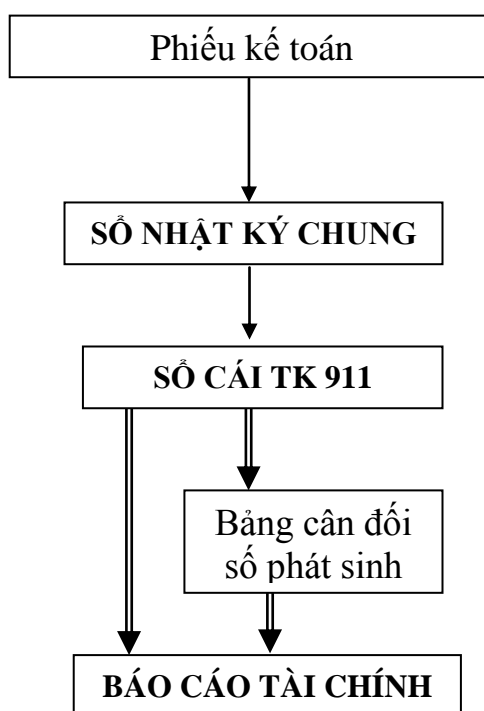 Phiếu kế toán
SỔ NHẬT KÝ CHUNG
SỔ CÁI TK 911
Bảng cân đối
số phát sinh
BÁO CÁO TÀI CHÍNH